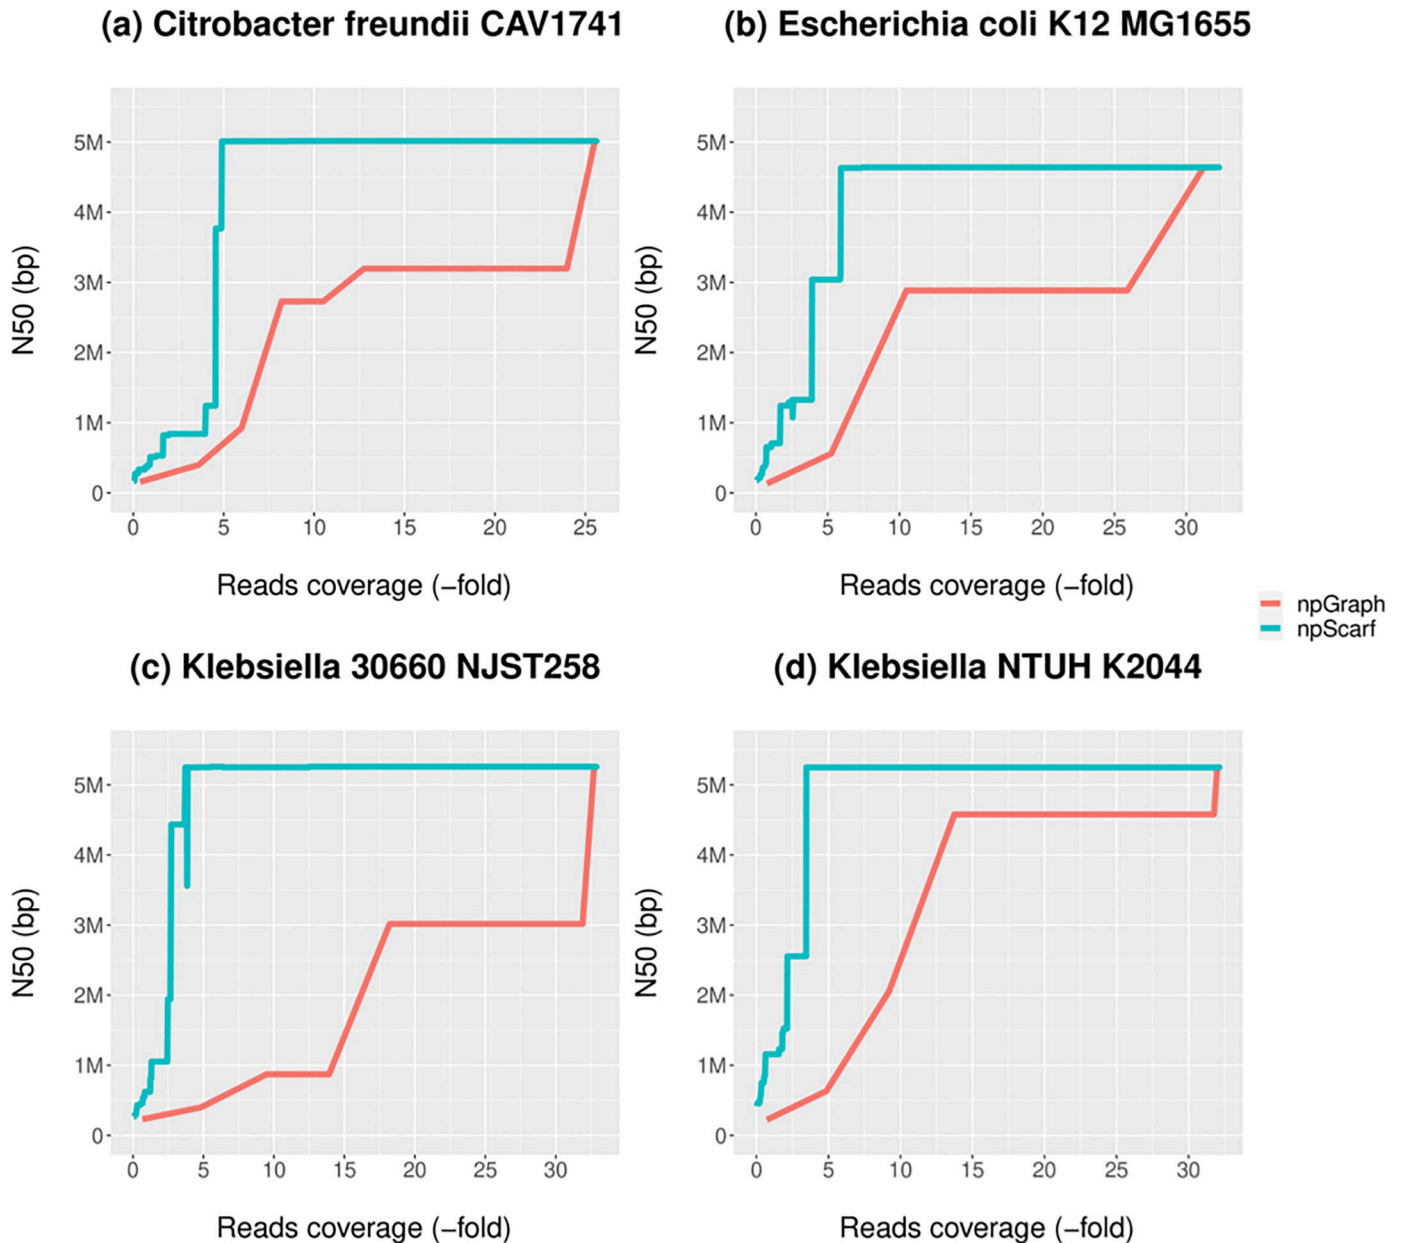 (a) Citrobacter freundii CAV1741
N50 (bp)
5M
4M
3M
2M
1M
0
0 5 10 15 20 25
Reads coverage (−fold)
(b) Escherichia coli K12 MG1655
N50 (bp)
5M
4M
3M
2M
1M
0
0 5 10 15 20 25 30
Reads coverage (−fold)
npGraph
npScarf
(c) Klebsiella 30660 NJST258
N50 (bp)
5M
4M
3M
2M
1M
0
0 5 10 15 20 25 30
Reads coverage (−fold)
(d) Klebsiella NTUH K2044
N50 (bp)
5M
4M
3M
2M
1M
0
0 5 10 15 20 25 30
Reads coverage (−fold)